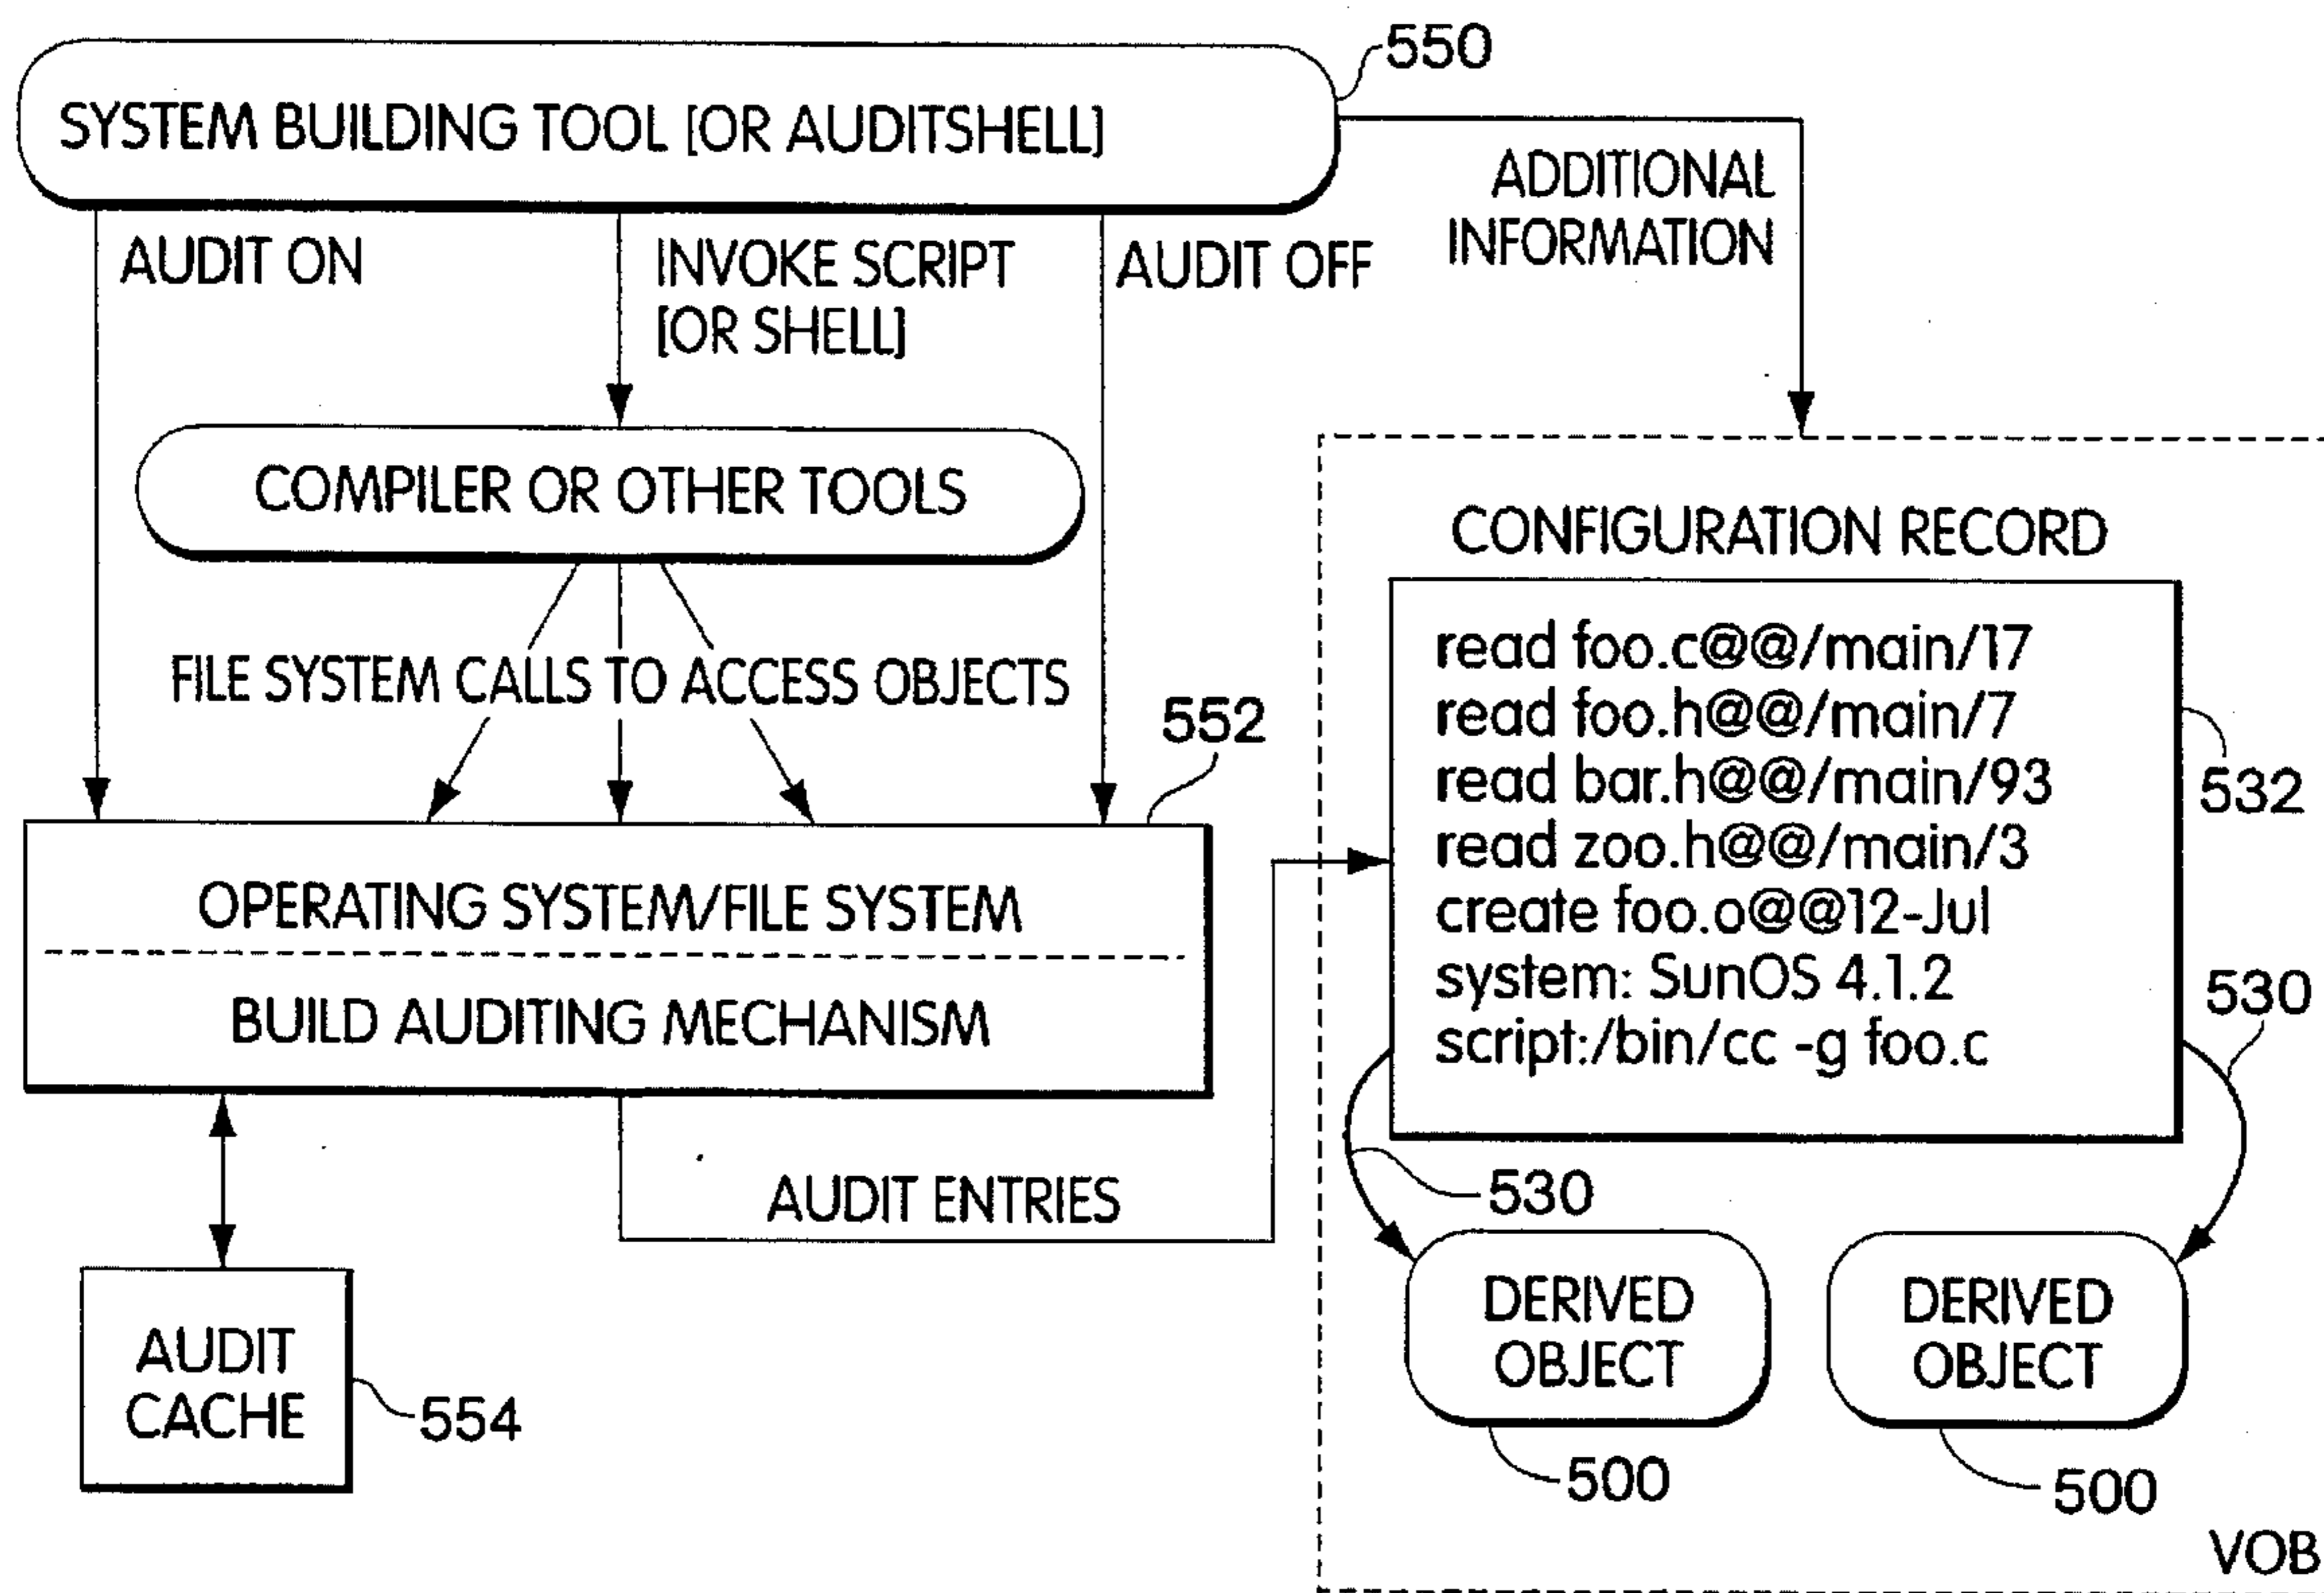 550
SYSTEM BUILDING TOOL [OR AUDITSHELL]
ADDITIONAL
INFORMATION
AUDIT ON
INVOKE SCRIPT
[OR SHELL]
AUDIT OFF
COMPILER OR OTHER TOOLS
FILE SYSTEM CALLS TO ACCESS OBJECTS
552
OPERATING SYSTEM/FILE SYSTEM
BUILD AUDITING MECHANISM
AUDIT ENTRIES
AUDIT
CACHE
554
CONFIGURATION RECORD
read foo.c@@/main/17
read foo.h@@/main/7
read bar.h@@/main/93
read zoo.h@@/main/3
create foo.o@@12-Jul
system: SunOS 4.1.2
script:/bin/cc -g foo.c
532
530
530
DERIVED
OBJECT
DERIVED
OBJECT
500
500
VOB